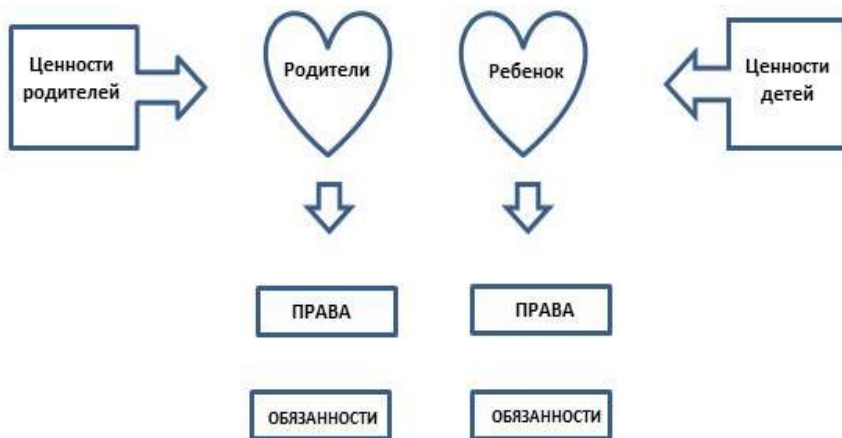 Ценности
родителей
Родители
Ребенок
Ценности
детей
ПРАВА
ПРАВА
ОБЯЗАННОСТИ
ОБЯЗАННОСТИ